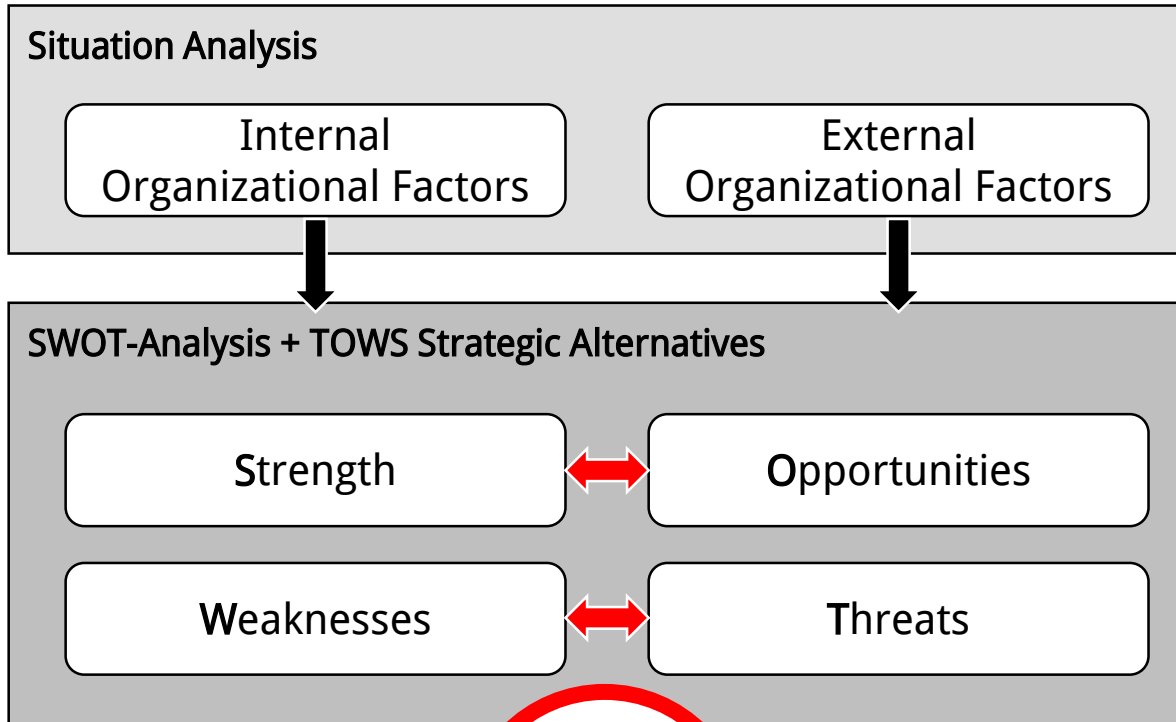 Situation Analysis
Internal
Organizational Factors
External
Organizational Factors
SWOT-Analysis + TOWS Strategic Alternatives
Strength
Opportunities
Weaknesses
Threats